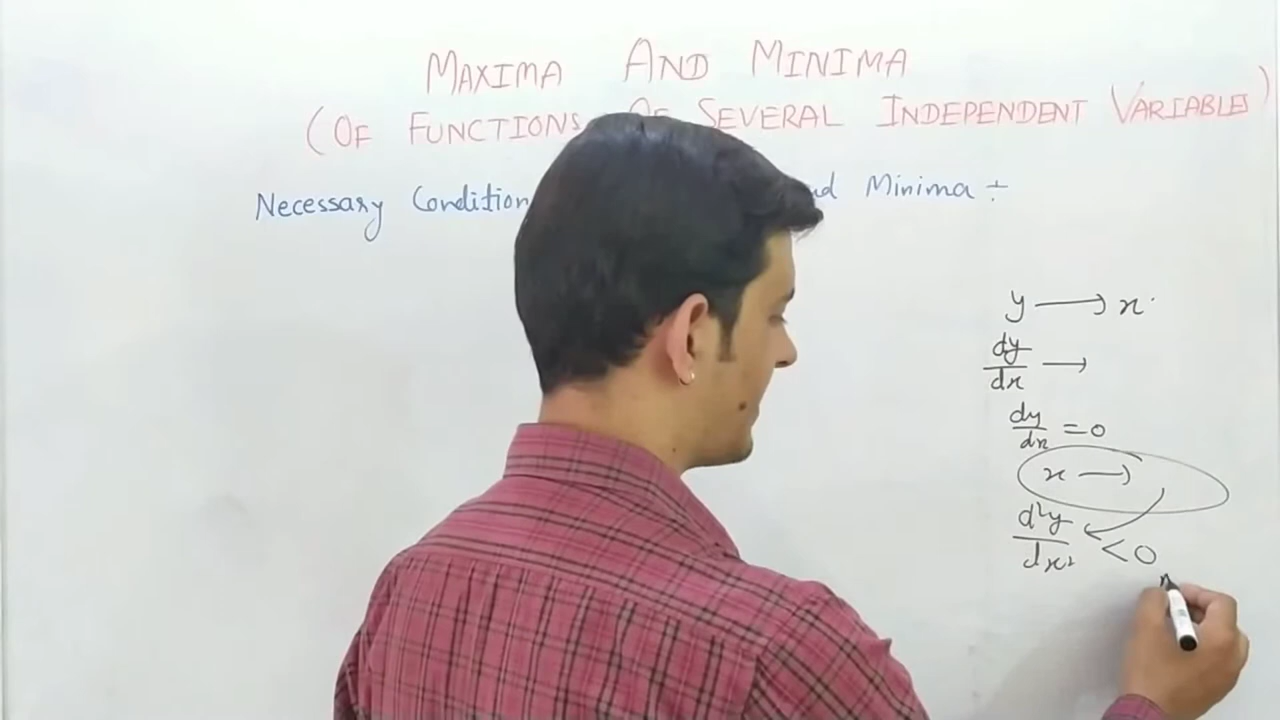 MAXIMA AND MINIMA
(OF FUNCTIONS OF SEVERAL INDEPENDENT VARIABLES)
Necessary Condition Minima ÷
y → x
dy/dx →
dy/dx = 0
x →
d²y/dx² < 0